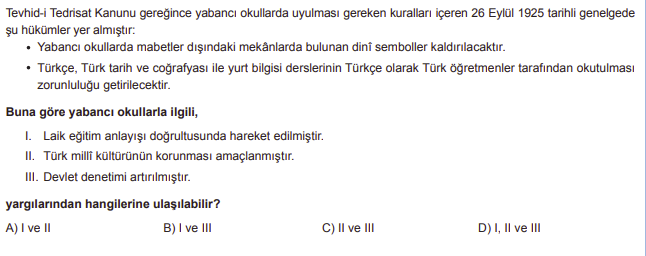 Tevhid-i Tedrisat Kanunu gereğince yabancı okullarda uyulması gereken kuralları içeren 26 Eylül 1925 tarihli genelgede
şu hükümler yer almıştır:
• Yabancı okullarda mabetler dışındaki mekânlarda bulunan dinî semboller kaldırılacaktır.
• Türkçe, Türk tarih ve coğrafyası ile yurt bilgisi derslerinin Türkçe olarak Türk öğretmenler tarafından okutulması
zorunluluğu getirilecektir.
Buna göre yabancı okullarla ilgili,
I. Laik eğitim anlayışı doğrultusunda hareket edilmiştir.
II. Türk millî kültürünün korunması amaçlanmıştır.
III. Devlet denetimi artırılmıştır.
yargılarından hangilerine ulaşılabilir?
A) I ve II B) I ve III C) II ve III D) I, II ve III